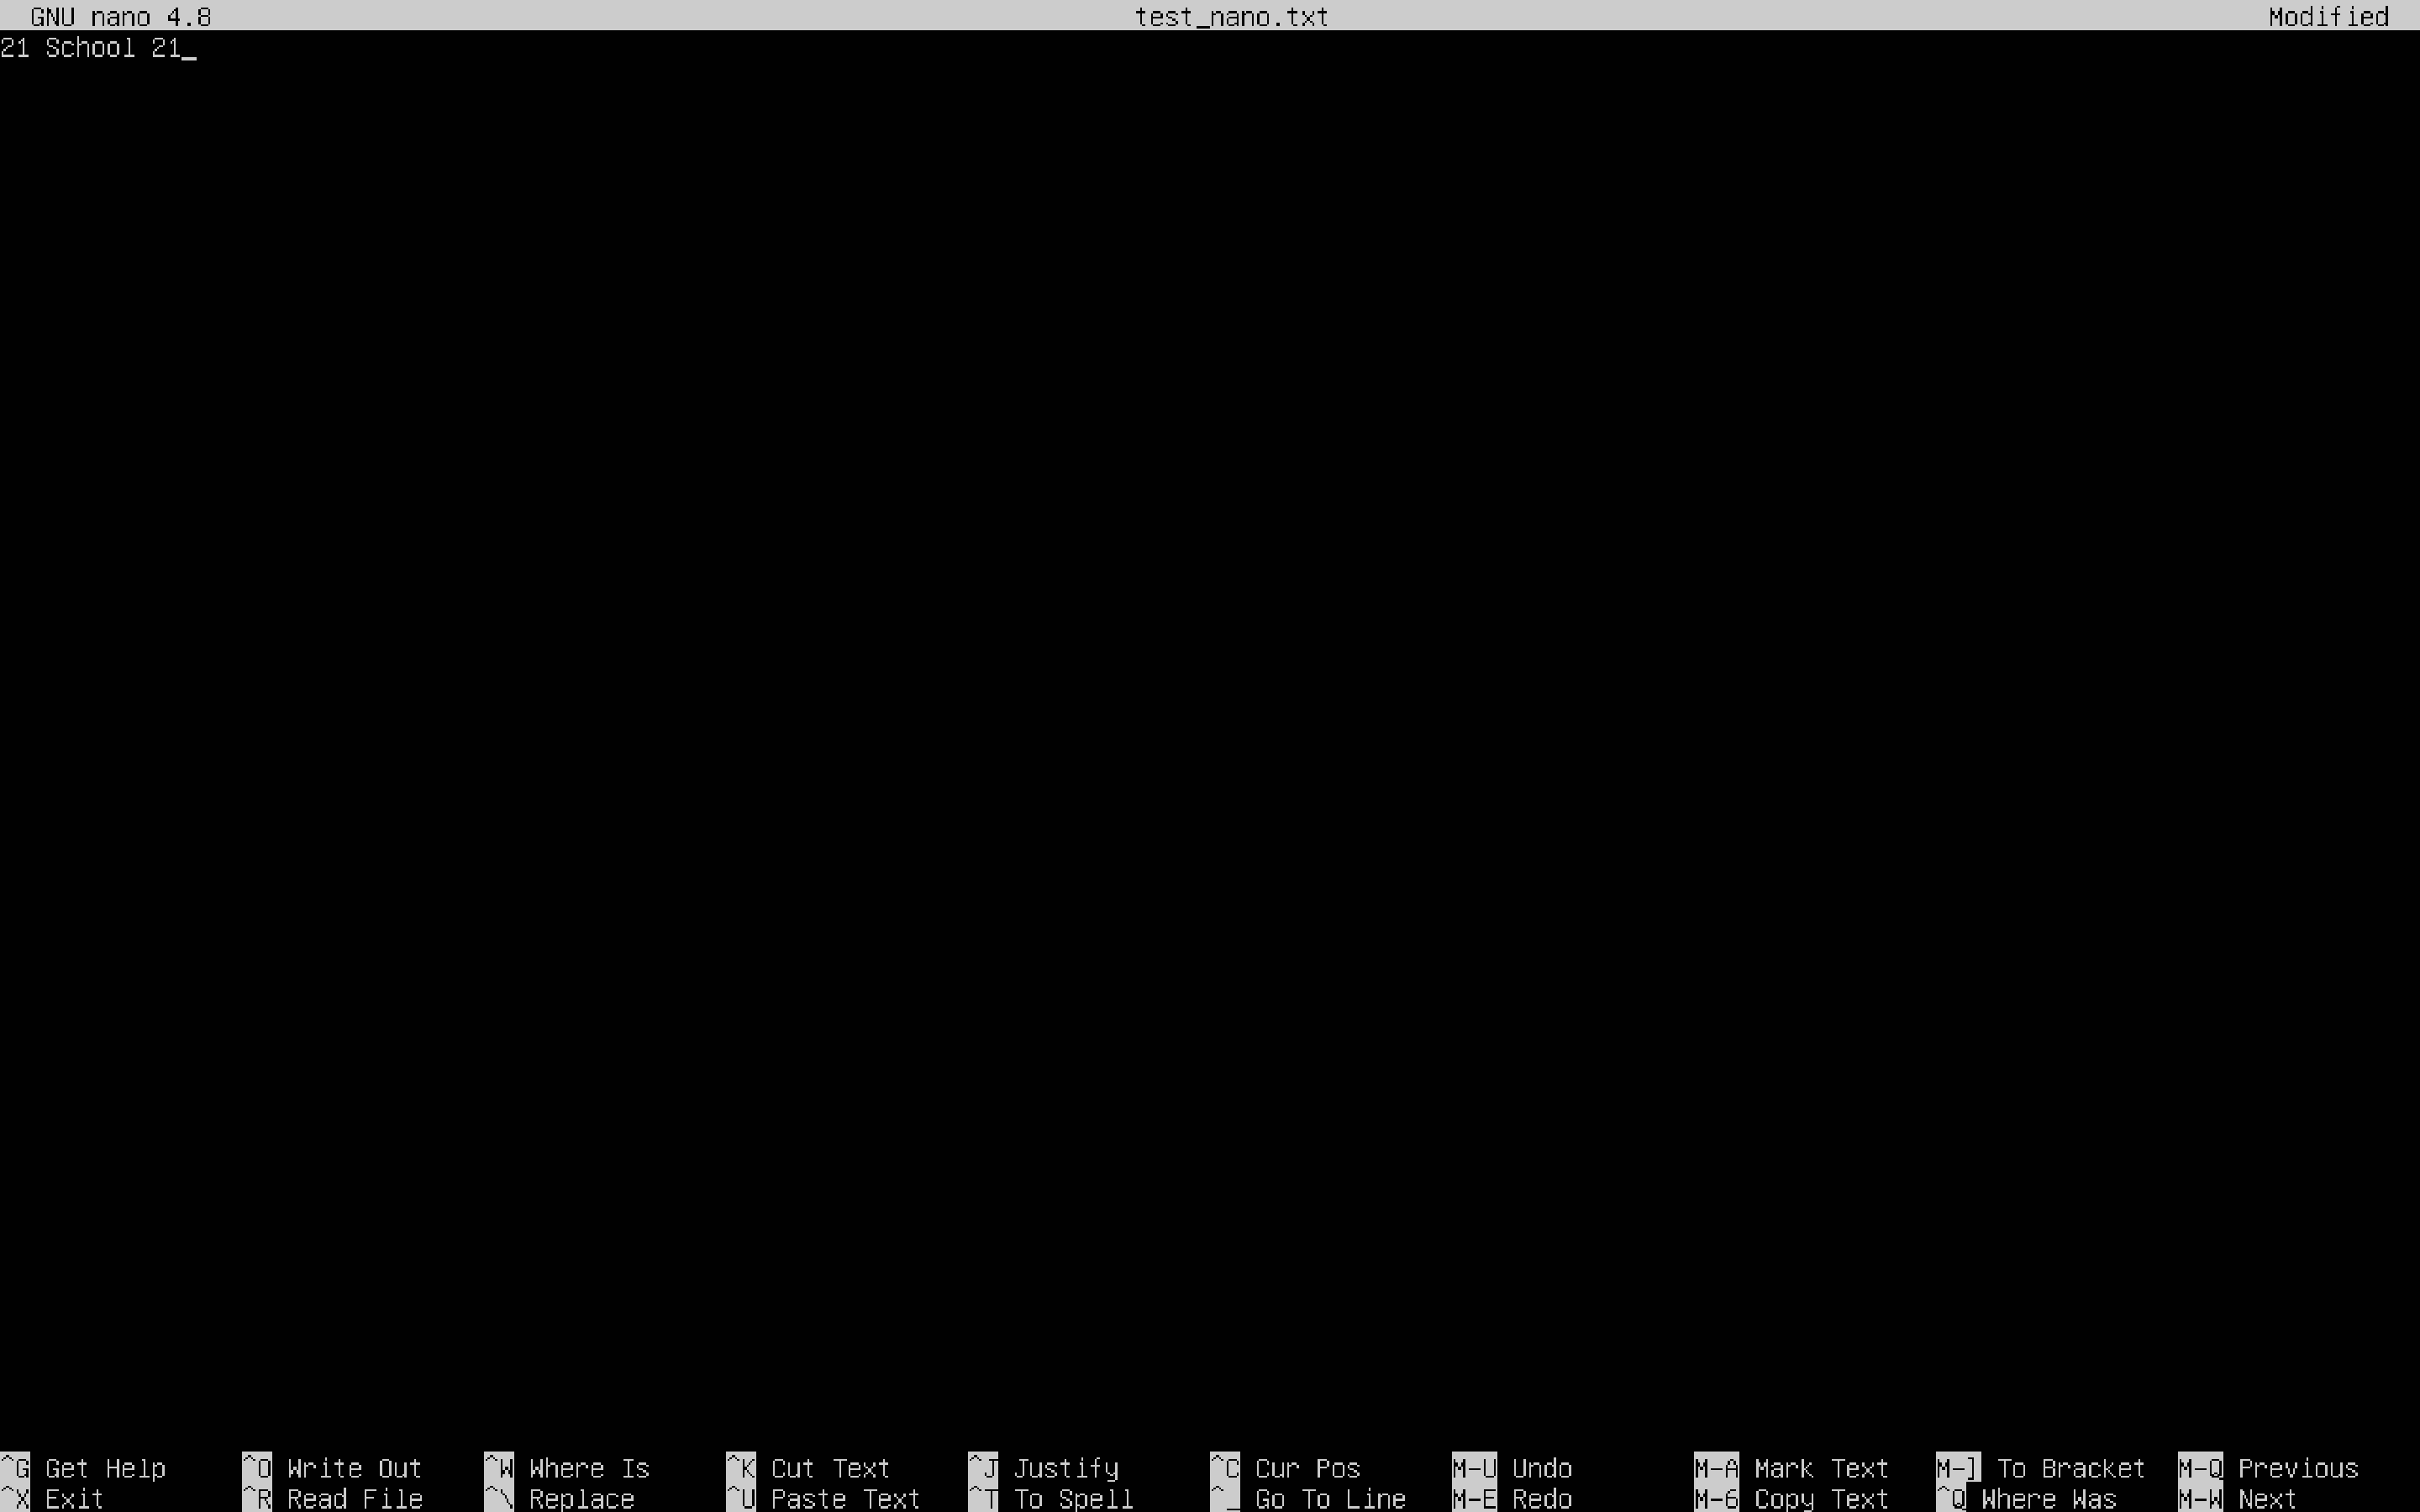 GNU nano 4.8 test_nano.txt Modified
21 School 21_
^G Get Help ^O Write Out ^W Where Is ^K Cut Text ^J Justify ^C Cur Pos M-U Undo M-A Mark Text M-] To Bracket M-Q Previous
^X Exit ^R Read File ^\ Replace ^U Paste Text ^T To Spell ^_ Go To Line M-E Redo M-6 Copy Text ^Q Where Was M-W Next